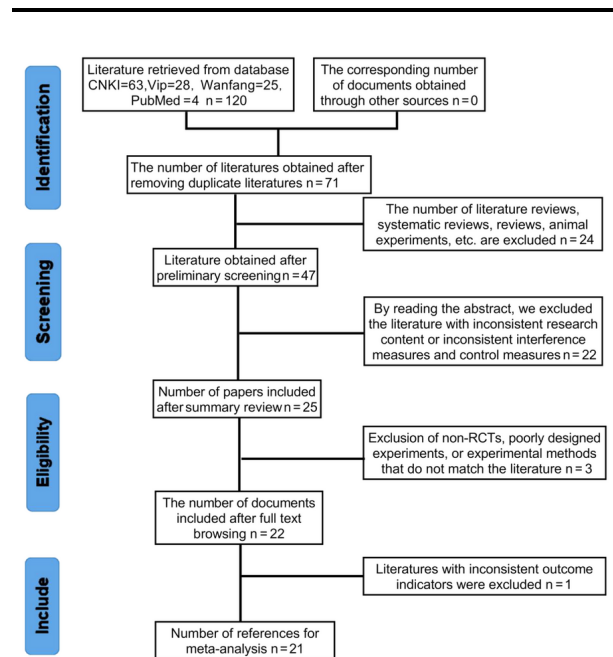 Identification
Literature retrieved from database
CNKI=63,Vip=28, Wanfang=25,
PubMed =4 n=120
The corresponding number
of documents obtained
through other sources n=0
The number of literatures obtained after
removing duplicate literatures n=71
The number of literature reviews,
systematic reviews, reviews, animal
experiments, etc. are excluded n=24
Screening
Literature obtained after
preliminary screening n=47
By reading the abstract, we excluded
the literature with inconsistent research
content or inconsistent interference
measures and control measures n=22
Eligibility
Number of papers included
after summary review n=25
Exclusion of non-RCTs, poorly designed
experiments, or experimental methods
that do not match the literature n=3
The number of documents
included after full text
browsing n=22
Include
Literatures with inconsistent outcome
indicators were excluded n=1
Number of references for
meta-analysis n=21